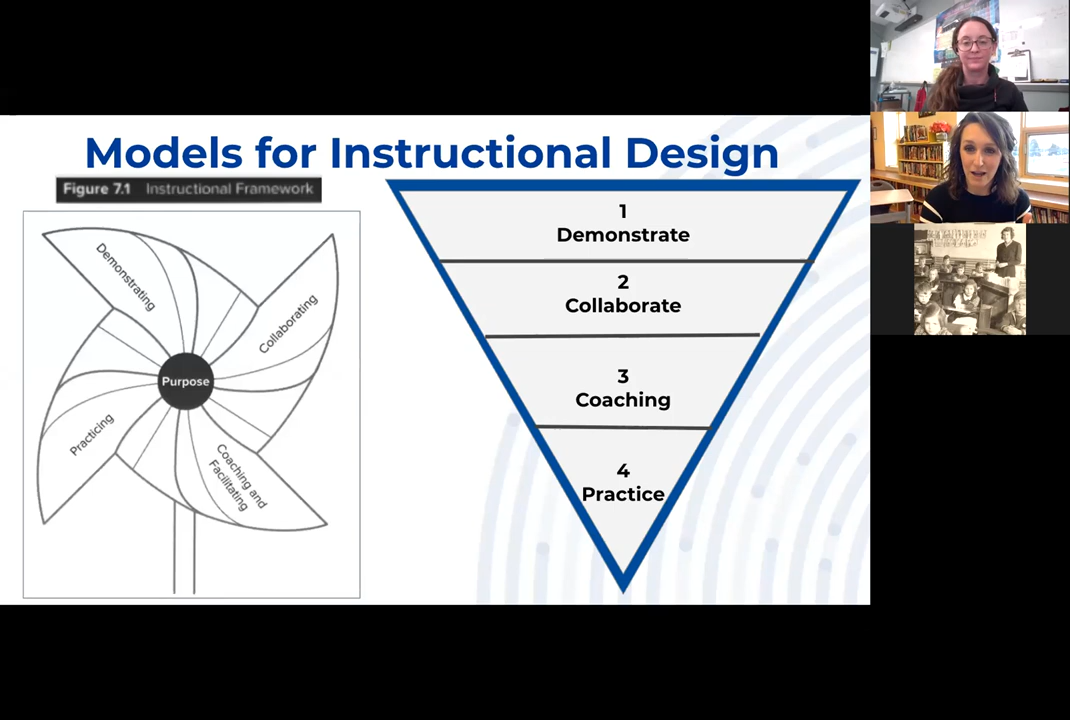 Models for Instructional Design
Figure 7.1 Instructional Framework
Demonstrating
Collaborating
Purpose
Practicing
Coaching and
Facilitating
1
Demonstrate
2
Collaborate
3
Coaching
4
Practice